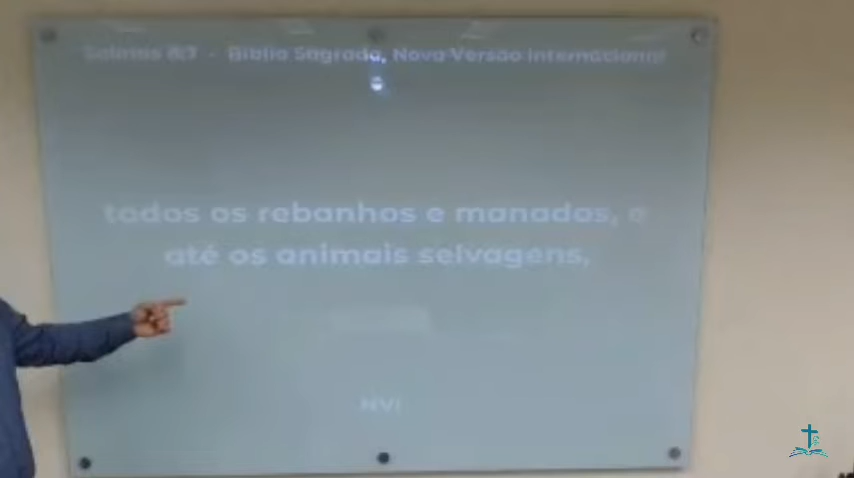 Salmos 8:7 - Bíblia Sagrada, Nova Versão Internacional
todos os rebanhos e manadas, e
até os animais selvagens,
NVI